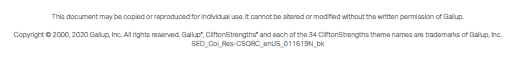 This document may be copied or reproduced for individual use. It cannot be altered or modified without the written permission of Gallup.
Copyright © 2000, 2020 Gallup, Inc. All rights reserved. Gallup®, CliftonStrengths® and each of the 34 CliftonStrengths theme names are trademarks of Gallup, Inc.
SED_Col_Res-CSQRC_enUS_011619N_bk